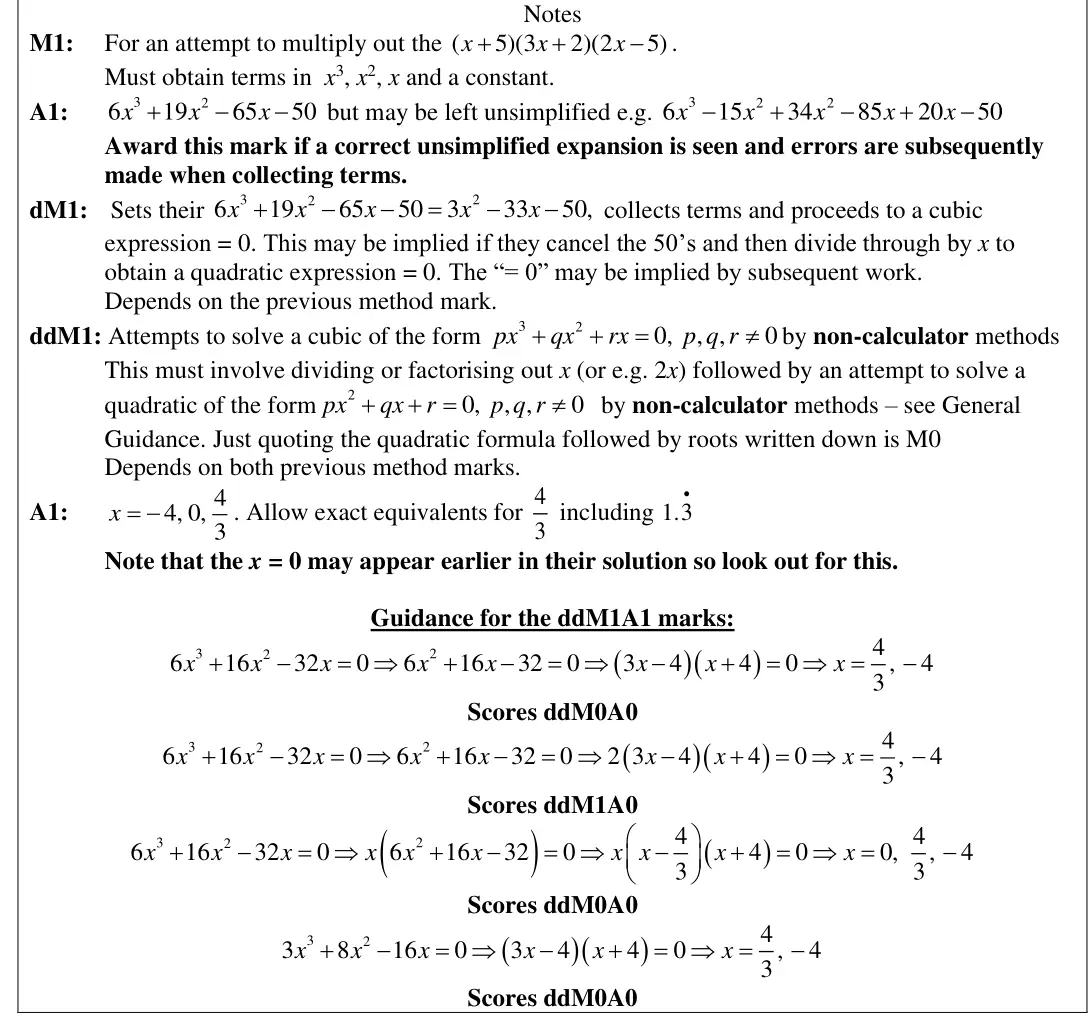 Notes
M1: For an attempt to multiply out the (x + 5)(3x + 2)(2x − 5).
Must obtain terms in x³, x², x and a constant.
A1: 6x³ + 19x² − 65x − 50 but may be left unsimplified e.g. 6x³ − 15x² + 34x² − 85x + 20x − 50
Award this mark if a correct unsimplified expansion is seen and errors are subsequently
made when collecting terms.
dM1: Sets their 6x³ + 19x² − 65x − 50 = 3x² − 33x − 50, collects terms and proceeds to a cubic
expression = 0. This may be implied if they cancel the 50’s and then divide through by x to
obtain a quadratic expression = 0. The “= 0” may be implied by subsequent work.
Depends on the previous method mark.
ddM1: Attempts to solve a cubic of the form px³ + qx² + rx = 0, p, q, r ≠ 0 by non-calculator methods
This must involve dividing or factorising out x (or e.g. 2x) followed by an attempt to solve a
quadratic of the form px² + qx + r = 0, p, q, r ≠ 0 by non-calculator methods – see General
Guidance. Just quoting the quadratic formula followed by roots written down is M0
Depends on both previous method marks.
A1: x = −4, 0, 4/3. Allow exact equivalents for 4/3 including 1.3̇
Note that the x = 0 may appear earlier in their solution so look out for this.
Guidance for the ddM1A1 marks:
6x³ + 16x² − 32x = 0 ⇒ 6x² + 16x − 32 = 0 ⇒ (3x − 4)(x + 4) = 0 ⇒ x = 4/3, −4
Scores ddM0A0
6x³ + 16x² − 32x = 0 ⇒ 6x² + 16x − 32 = 0 ⇒ 2(3x − 4)(x + 4) = 0 ⇒ x = 4/3, −4
Scores ddM1A0
6x³ + 16x² − 32x = 0 ⇒ x(6x² + 16x − 32) = 0 ⇒ x(x − 4/3)(x + 4) = 0 ⇒ x = 0, 4/3, −4
Scores ddM0A0
3x³ + 8x² − 16x = 0 ⇒ (3x − 4)(x + 4) = 0 ⇒ x = 4/3, −4
Scores ddM0A0